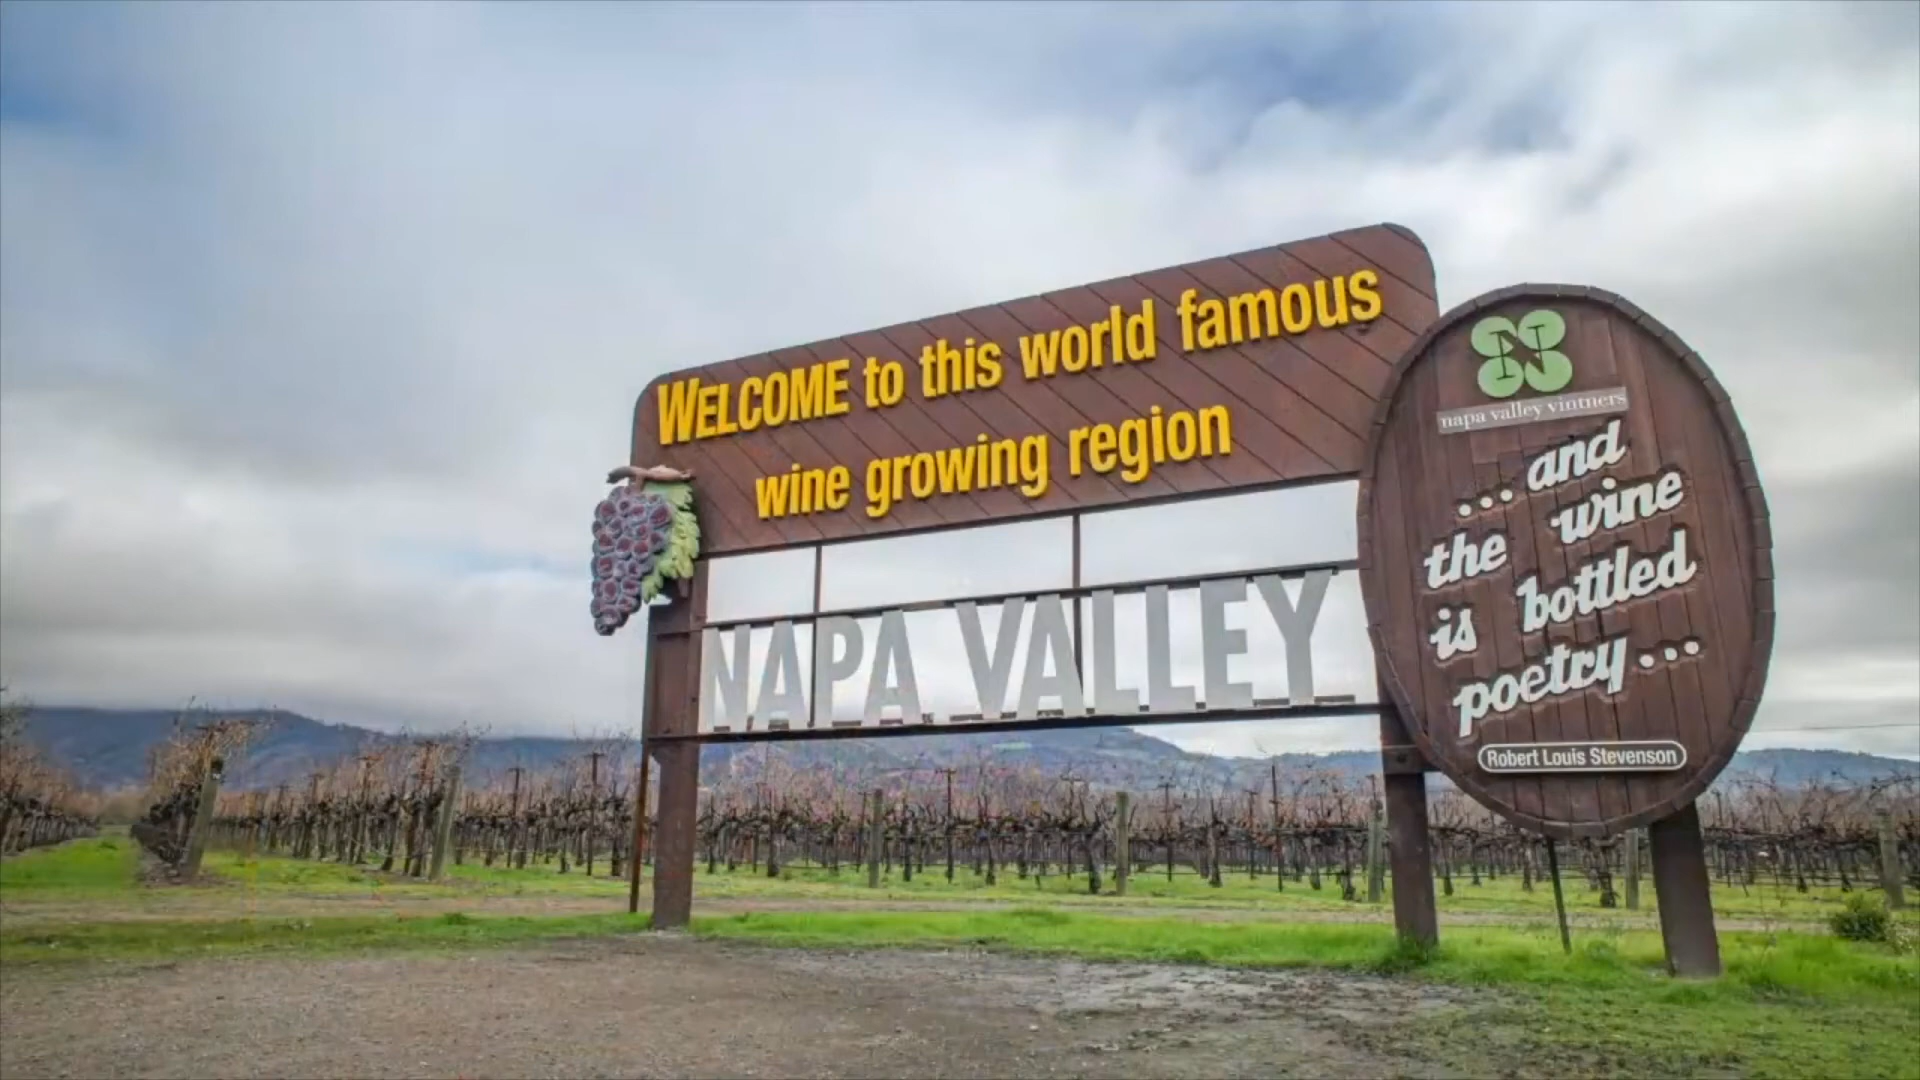 WELCOME to this world famous
wine growing region
NAPA VALLEY
N
napa valley vintners
...and
the wine
is bottled
poetry...
Robert Louis Stevenson